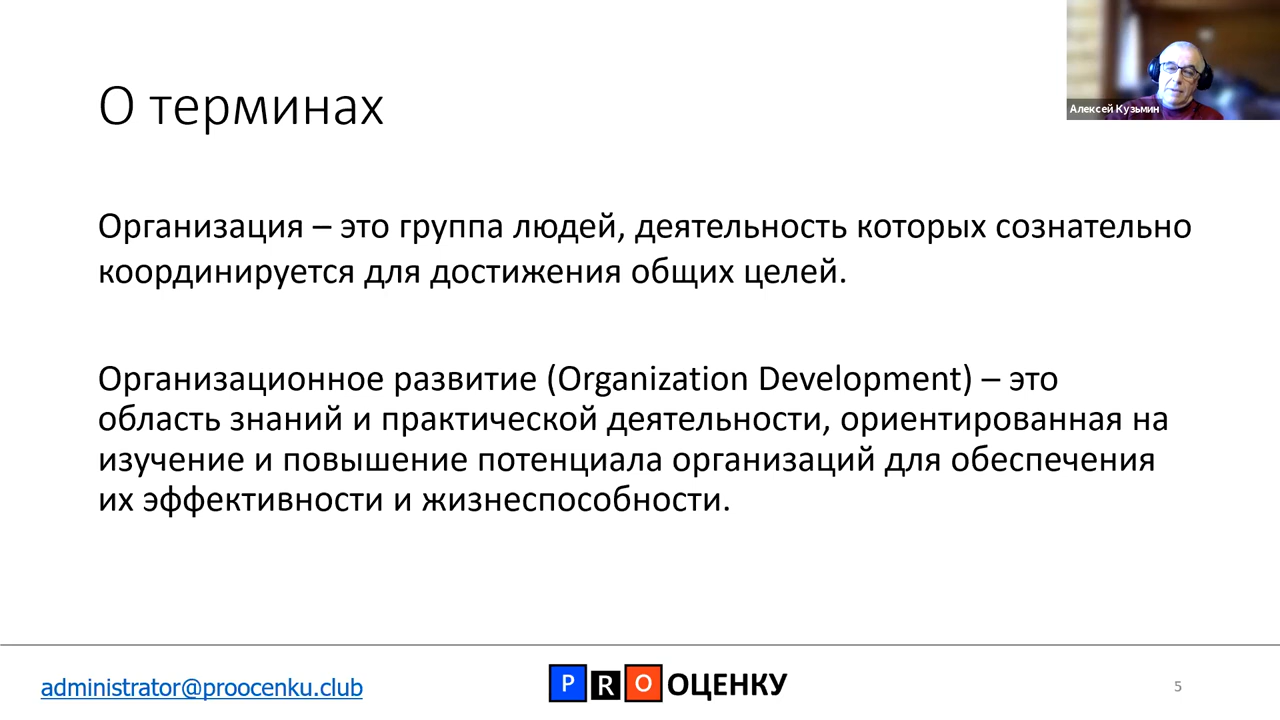 О терминах
Алексей Кузьмин
Организация – это группа людей, деятельность которых сознательно
координируется для достижения общих целей.
Организационное развитие (Organization Development) – это
область знаний и практической деятельности, ориентированная на
изучение и повышение потенциала организаций для обеспечения
их эффективности и жизнеспособности.
administrator@proocenku.club
PRO ОЦЕНКУ
5